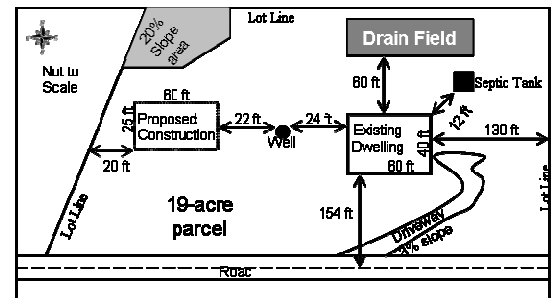 Lot Line
20%
Slope
area
Drain Field
Scale
60 ft
Septic Tank
60 ft
25 ft
Proposed
Construction
22 ft
Well
24 ft
Existing
Dwelling
40 ft
60 ft
12 ft
130 ft
20 ft
Lot Line
19-acre
parcel
154 ft
Driveway
% slope
Lot Line
Road